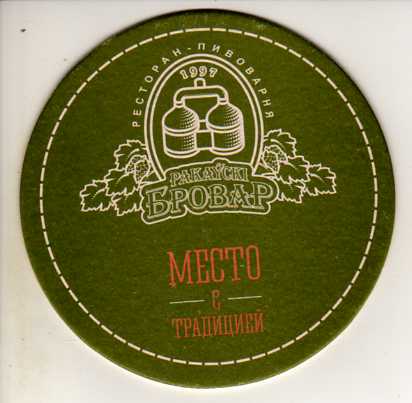 РЕСТОРАН-ПИВОВАРНЯ
1997
РАКАЎСКІ
БРОВАР
МЕСТО
С
ТРАДИЦИЕЙ